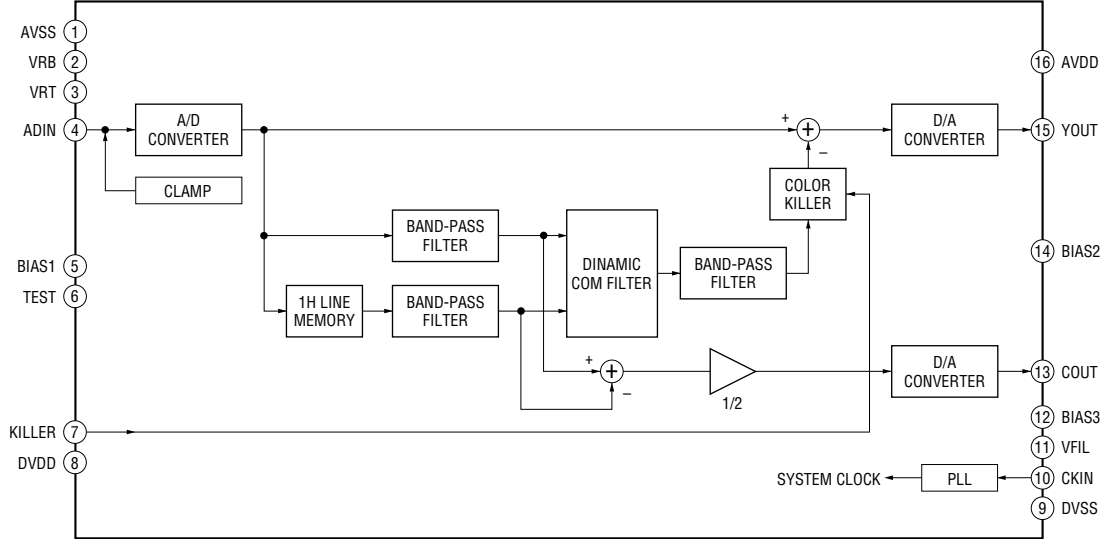 AVSS 1
VRB 2
VRT 3
ADIN 4
BIAS1 5
TEST 6
KILLER 7
DVDD 8
A/D
CONVERTER
CLAMP
BAND-PASS
FILTER
1H LINE
MEMORY
BAND-PASS
FILTER
DINAMIC
COM FILTER
BAND-PASS
FILTER
COLOR
KILLER
+
+
−
D/A
CONVERTER
+
+
−
1/2
D/A
CONVERTER
SYSTEM CLOCK
PLL
16 AVDD
15 YOUT
14 BIAS2
13 COUT
12 BIAS3
11 VFIL
10 CKIN
9 DVSS